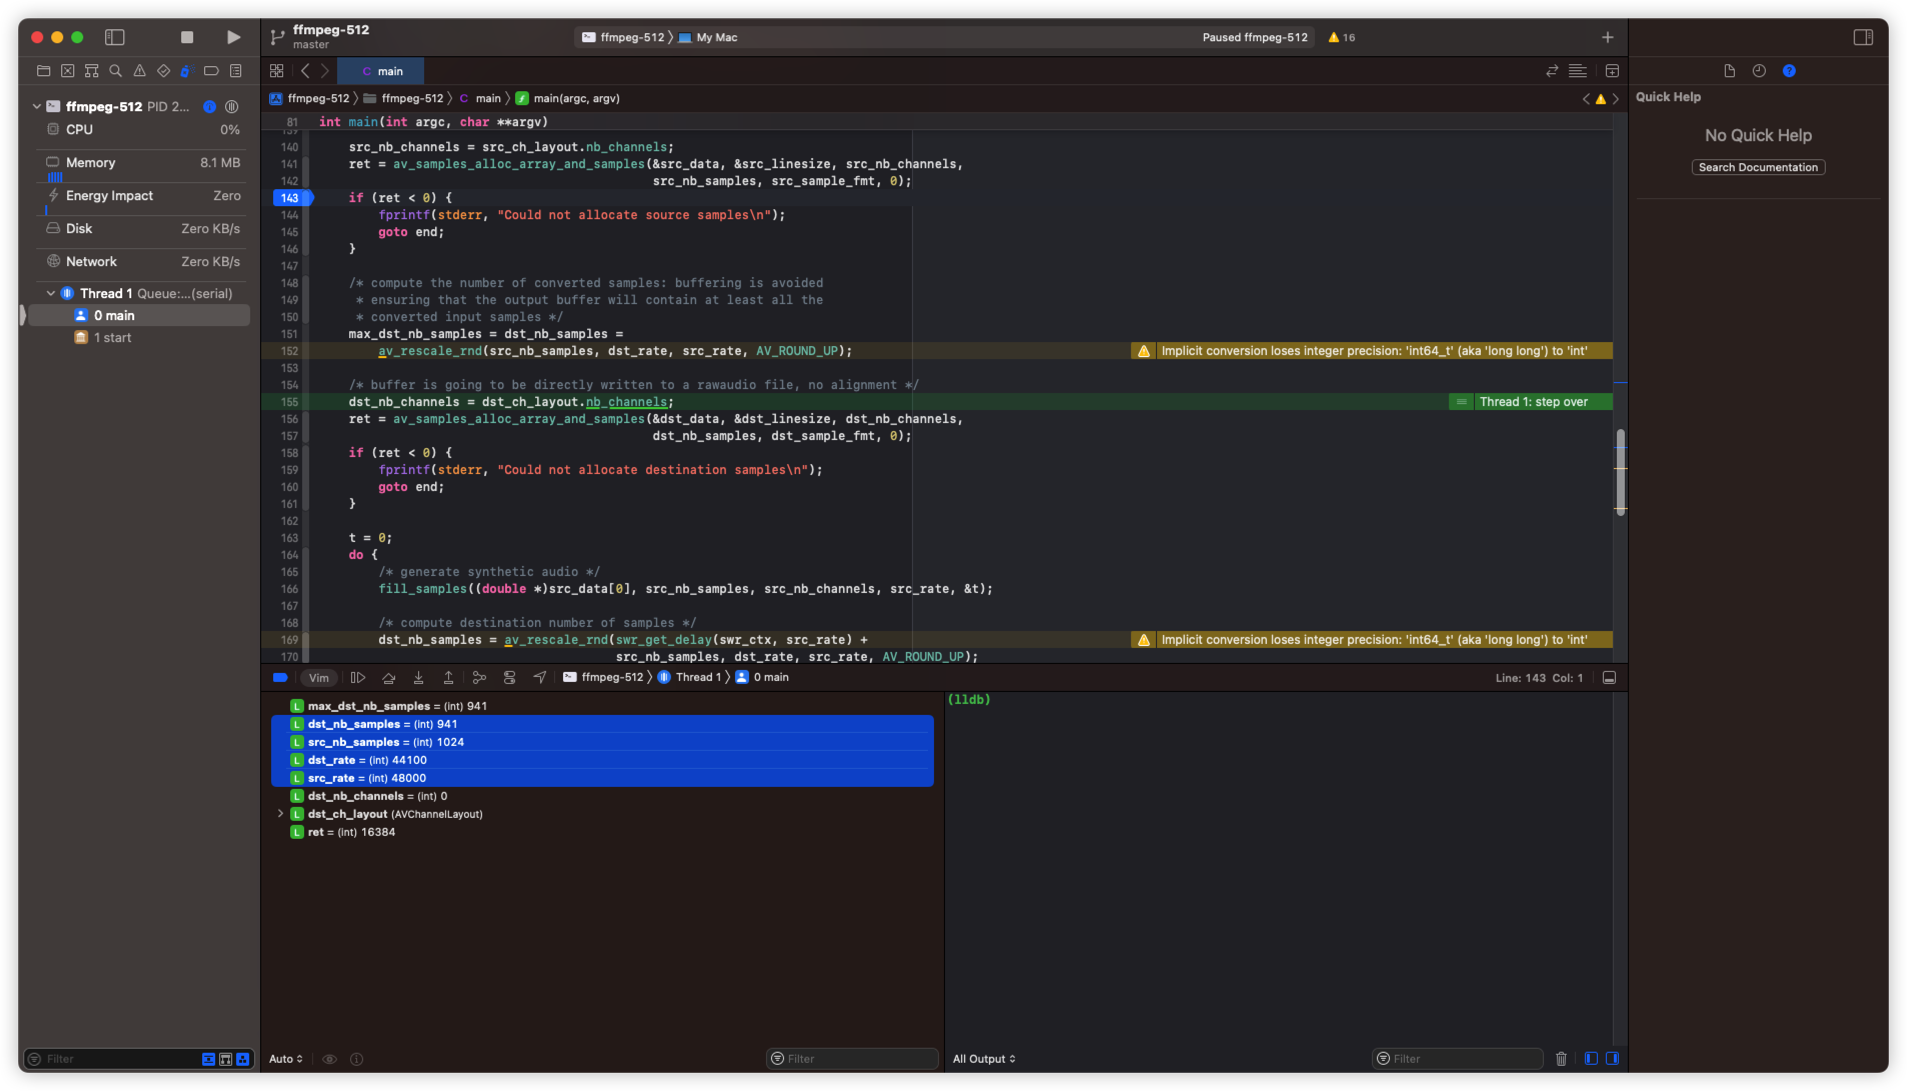 ffmpeg-512
master
ffmpeg-512 〉 My Mac
Paused ffmpeg-512
16
main
ffmpeg-512 PID 2...
CPU 0%
Memory 8.1 MB
Energy Impact Zero
Disk Zero KB/s
Network Zero KB/s
Thread 1 Queue:...(serial)
0 main
1 start
Filter
ffmpeg-512 〉 ffmpeg-512 〉 C main 〉 main(argc, argv)
81 int main(int argc, char **argv)
139
140 src_nb_channels = src_ch_layout.nb_channels;
141 ret = av_samples_alloc_array_and_samples(&src_data, &src_linesize, src_nb_channels,
142 src_nb_samples, src_sample_fmt, 0);
143 if (ret < 0) {
144 fprintf(stderr, "Could not allocate source samples\n");
145 goto end;
146 }
147
148 /* compute the number of converted samples: buffering is avoided
149 * ensuring that the output buffer will contain at least all the
150 * converted input samples */
151 max_dst_nb_samples = dst_nb_samples =
152 av_rescale_rnd(src_nb_samples, dst_rate, src_rate, AV_ROUND_UP); Implicit conversion loses integer precision: 'int64_t' (aka 'long long') to 'int'
153
154 /* buffer is going to be directly written to a rawaudio file, no alignment */
155 dst_nb_channels = dst_ch_layout.nb_channels; Thread 1: step over
156 ret = av_samples_alloc_array_and_samples(&dst_data, &dst_linesize, dst_nb_channels,
157 dst_nb_samples, dst_sample_fmt, 0);
158 if (ret < 0) {
159 fprintf(stderr, "Could not allocate destination samples\n");
160 goto end;
161 }
162
163 t = 0;
164 do {
165 /* generate synthetic audio */
166 fill_samples((double *)src_data[0], src_nb_samples, src_nb_channels, src_rate, &t);
167
168 /* compute destination number of samples */
169 dst_nb_samples = av_rescale_rnd(swr_get_delay(swr_ctx, src_rate) + Implicit conversion loses integer precision: 'int64_t' (aka 'long long') to 'int'
170 src_nb_samples, dst_rate, src_rate, AV_ROUND_UP);
Vim
ffmpeg-512 〉 Thread 1 〉 0 main
Line: 143 Col: 1
L max_dst_nb_samples = (int) 941
L dst_nb_samples = (int) 941
L src_nb_samples = (int) 1024
L dst_rate = (int) 44100
L src_rate = (int) 48000
L dst_nb_channels = (int) 0
L dst_ch_layout (AVChannelLayout)
L ret = (int) 16384
Auto
Filter
(lldb)
All Output
Filter
Quick Help
No Quick Help
Search Documentation